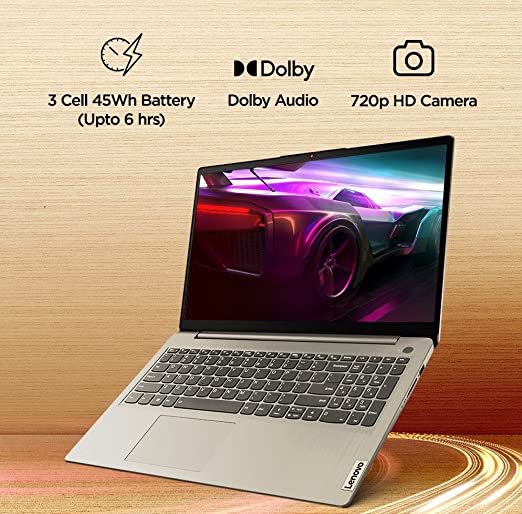 Dolby
3 Cell 45Wh Battery
(Upto 6 hrs)
Dolby Audio
720p HD Camera
Lenovo